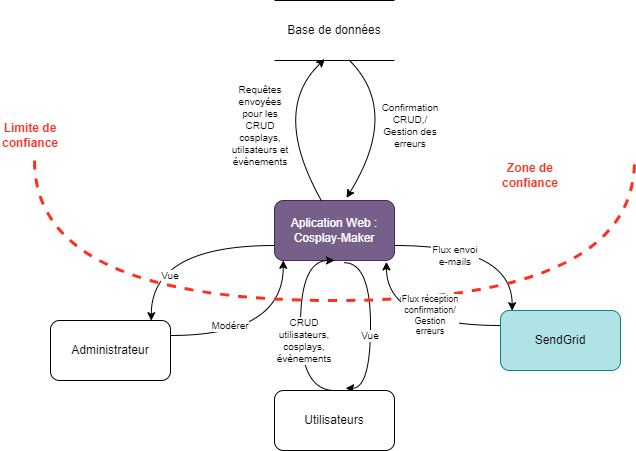 Base de données
Requêtes
envoyées
pour les
CRUD
cosplays,
utilsateurs et
évènements
Confirmation
CRUD,/
Gestion des
erreurs
Limite de
confiance
Zone de
confiance
Aplication Web :
Cosplay-Maker
Flux envoi
e-mails
Vue
Flux réception
confirmation/
Gestion
erreurs
Modérer
CRUD
utilisateurs,
cosplays,
évènements
Vue
Administrateur
SendGrid
Utilisateurs